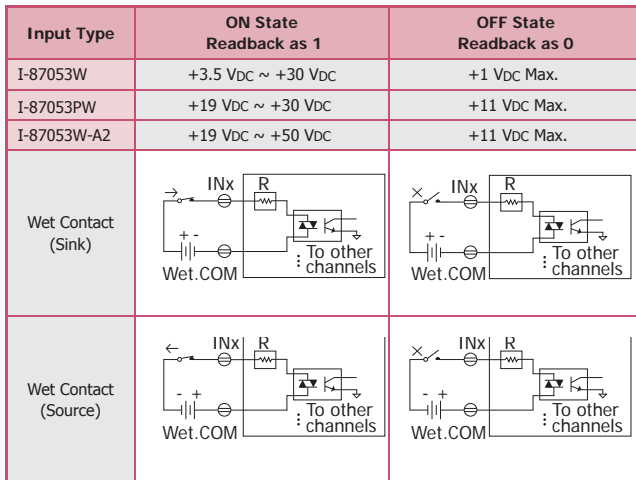 Input Type
ON State
Readback as 1
OFF State
Readback as 0
I-87053W
+3.5 VDC ~ +30 VDC
+1 VDC Max.
I-87053PW
+19 VDC ~ +30 VDC
+11 VDC Max.
I-87053W-A2
+19 VDC ~ +50 VDC
+11 VDC Max.
Wet Contact
(Sink)
INx
R
+ -
To other
channels
Wet.COM
INx
R
+ -
To other
channels
Wet.COM
Wet Contact
(Source)
INx
R
- +
To other
channels
Wet.COM
INx
R
- +
To other
channels
Wet.COM